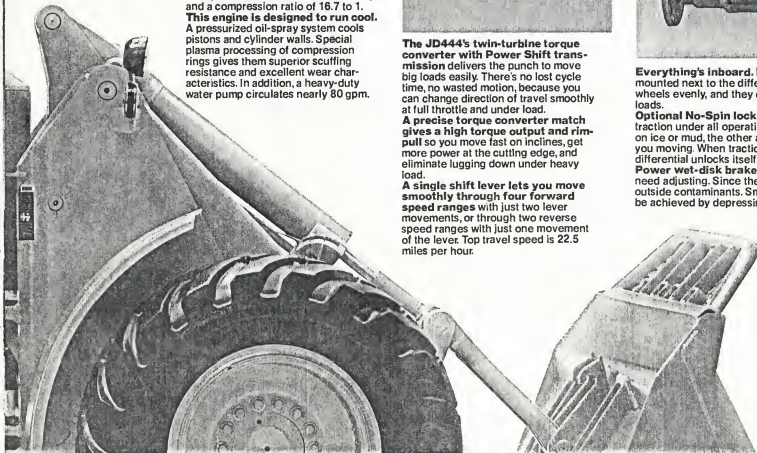 and a compression ratio of 16.7 to 1.
This engine is designed to run cool.
A pressurized oil-spray system cools
pistons and cylinder walls. Special
plasma processing of compression
rings gives them superior scuffing
resistance and excellent wear char-
acteristics. In addition, a heavy-duty
water pump circulates nearly 80 gpm.
The JD444's twin-turbine torque
converter with Power Shift trans-
mission delivers the punch to move
big loads easily. There's no lost cycle
time, no wasted motion, because you
can change direction of travel smoothly
at full throttle and under load.
A precise torque converter match
gives a high torque output and rim-
pull so you move fast on inclines, get
more power at the cutting edge, and
eliminate lugging down under heavy
load.
A single shift lever lets you move
smoothly through four forward
speed ranges with just two lever
movements, or through two reverse
speed ranges with just one movement
of the lever. Top travel speed is 22.5
miles per hour.
Everything's inboard.
mounted next to the diffe
wheels evenly, and they
loads.
Optional No-Spin lock
traction under all operati
on ice or mud, the other a
you moving. When tractio
differential unlocks itself
Power wet-disk brake
need adjusting. Since the
outside contaminants. Sn
be achieved by depressi